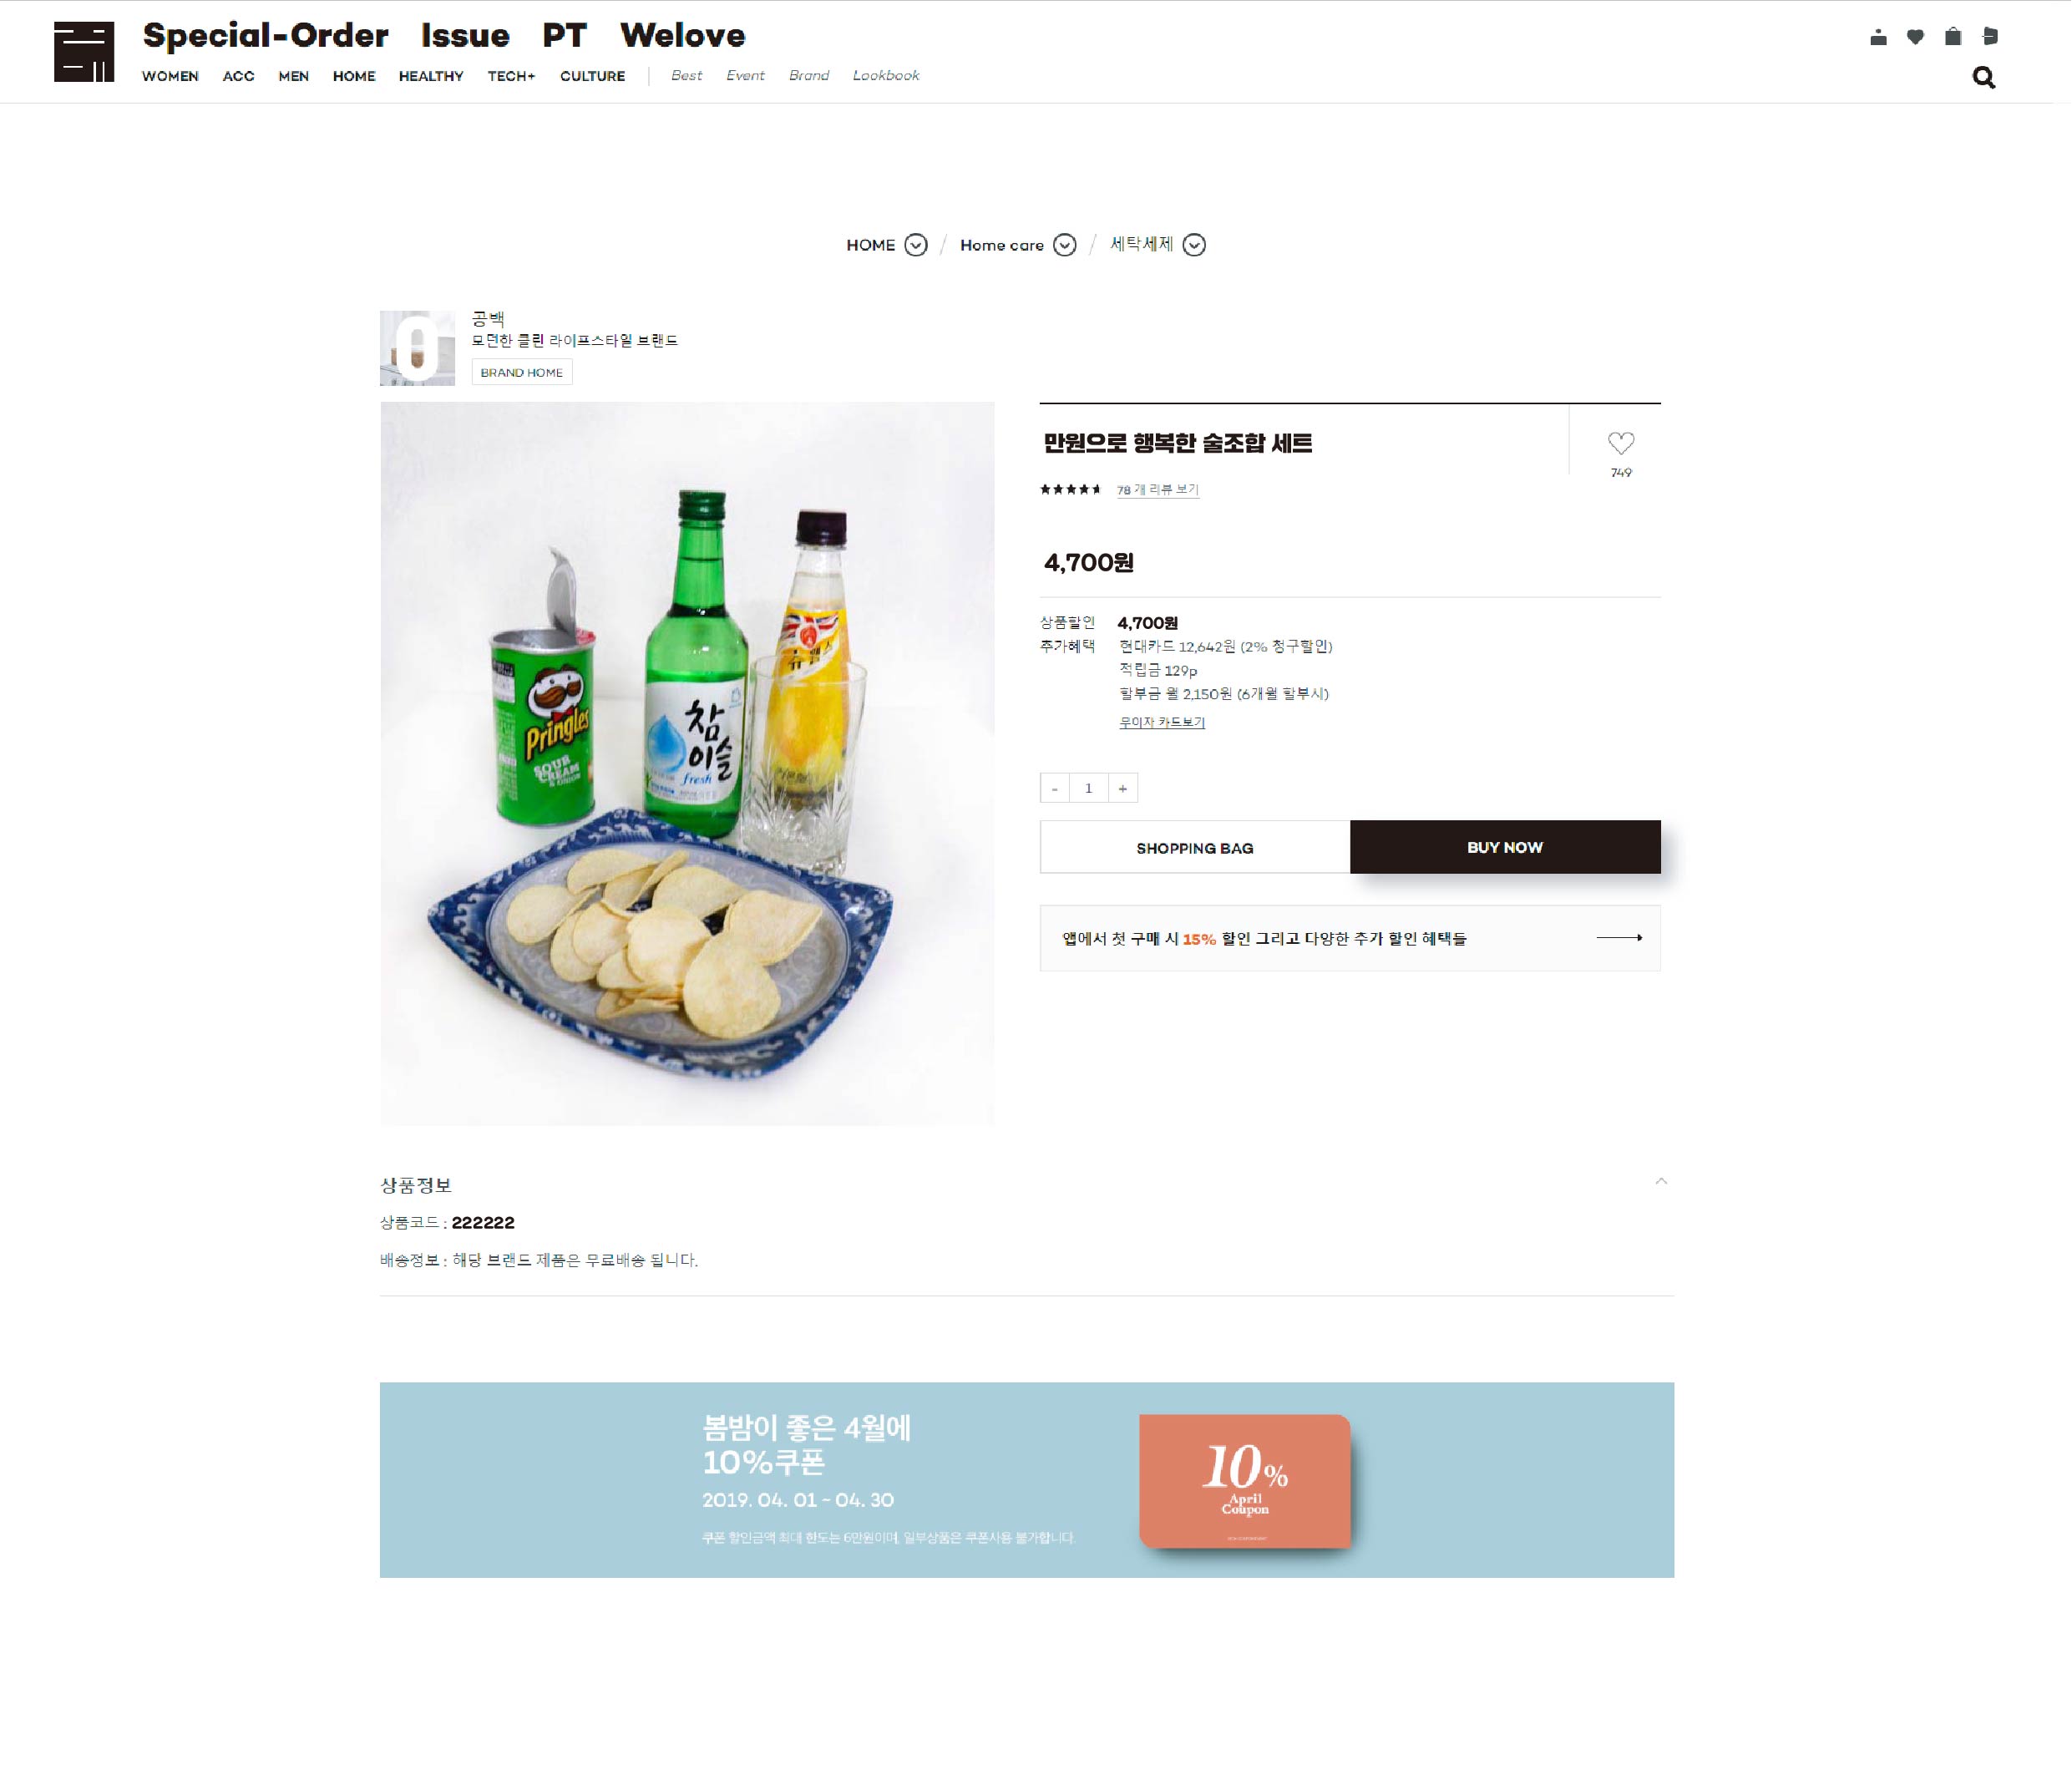 Special-Order Issue PT Welove
WOMEN ACC MEN HOME HEALTHY TECH+ CULTURE Best Event Brand Lookbook
HOME / Home care / 세탁세제
공백
모던한 클린 라이프스타일 브랜드
BRAND HOME
만원으로 행복한 술조합 세트
749
78 개 리뷰 보기
4,700원
상품할인 4,700원
추가혜택 현대카드 12,642원 (2% 청구할인)
적립금 129p
할부금 월 2,150원 (6개월 할부시)
무이자 카드보기
- 1 +
SHOPPING BAG BUY NOW
앱에서 첫 구매 시 15% 할인 그리고 다양한 추가 할인 혜택들
Pringles
SOUR
CREAM
& ONION
참
이슬
fresh
슈웹스
상품정보
상품코드 : 222222
배송정보 : 해당 브랜드 제품은 무료배송 됩니다.
봄밤이 좋은 4월에
10%쿠폰
2019. 04. 01 ~ 04. 30
쿠폰 할인금액 최대 한도는 6만원이며, 일부상품은 쿠폰사용 불가합니다.
10%
April
Coupon